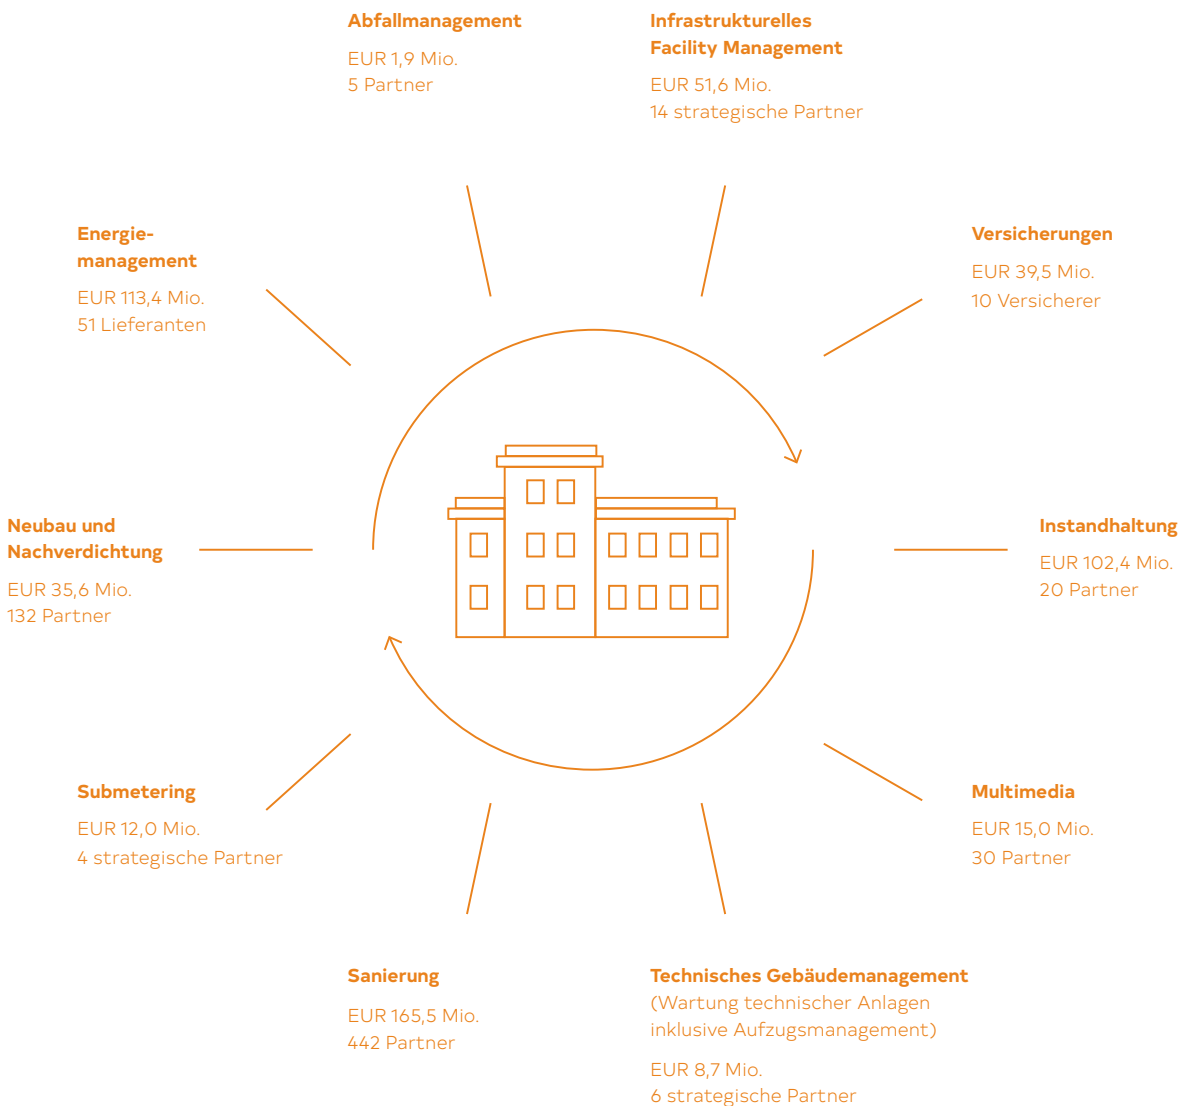 Abfallmanagement
EUR 1,9 Mio.
5 Partner
Infrastrukturelles
Facility Management
EUR 51,6 Mio.
14 strategische Partner
Energie-
management
EUR 113,4 Mio.
51 Lieferanten
Versicherungen
EUR 39,5 Mio.
10 Versicherer
Neubau und
Nachverdichtung
EUR 35,6 Mio.
132 Partner
Instandhaltung
EUR 102,4 Mio.
20 Partner
Submetering
EUR 12,0 Mio.
4 strategische Partner
Multimedia
EUR 15,0 Mio.
30 Partner
Sanierung
EUR 165,5 Mio.
442 Partner
Technisches Gebäudemanagement
(Wartung technischer Anlagen
inklusive Aufzugsmanagement)
EUR 8,7 Mio.
6 strategische Partner